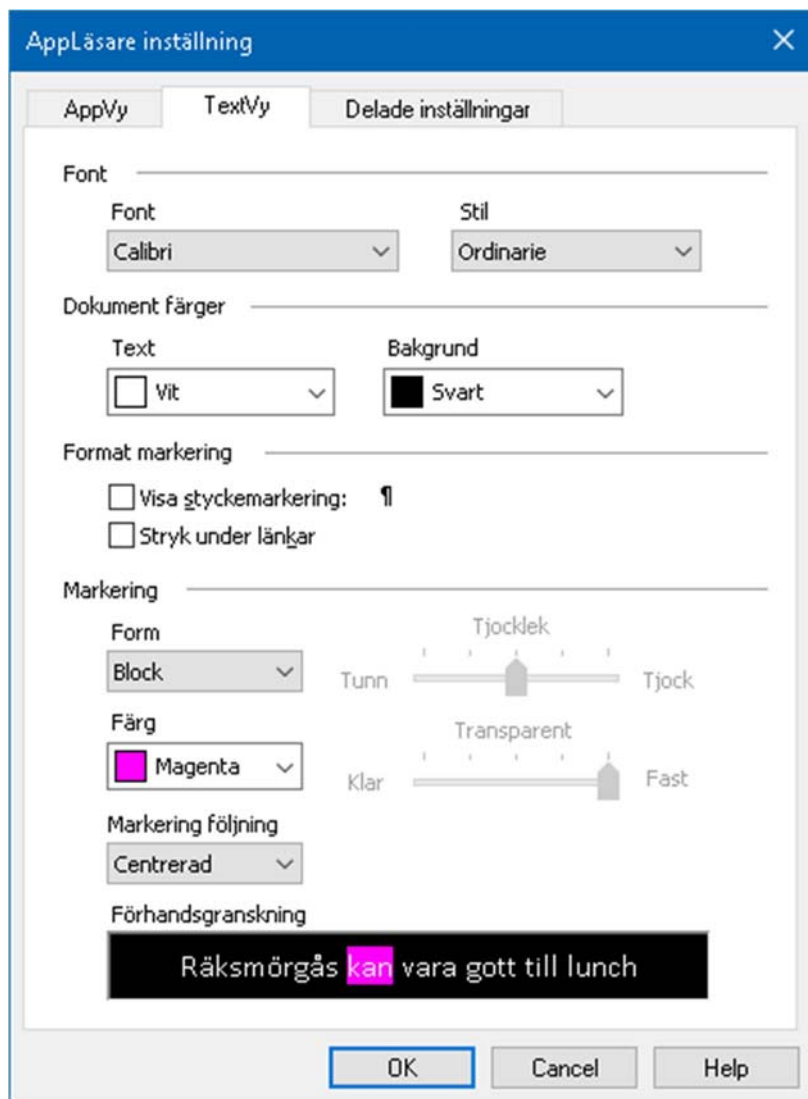 AppLäsare inställning
AppVy TextVy Delade inställningar
Font
Font Stil
Calibri Ordinarie
Dokument färger
Text Bakgrund
Vit Svart
Format markering
Visa styckemarkering: ¶
Stryk under länkar
Markering
Form Tjocklek
Block Tunn Tjock
Färg Transparent
Magenta Klar Fast
Markering följning
Centrerad
Förhandsgranskning
Räksmörgås kan vara gott till lunch
OK Cancel Help